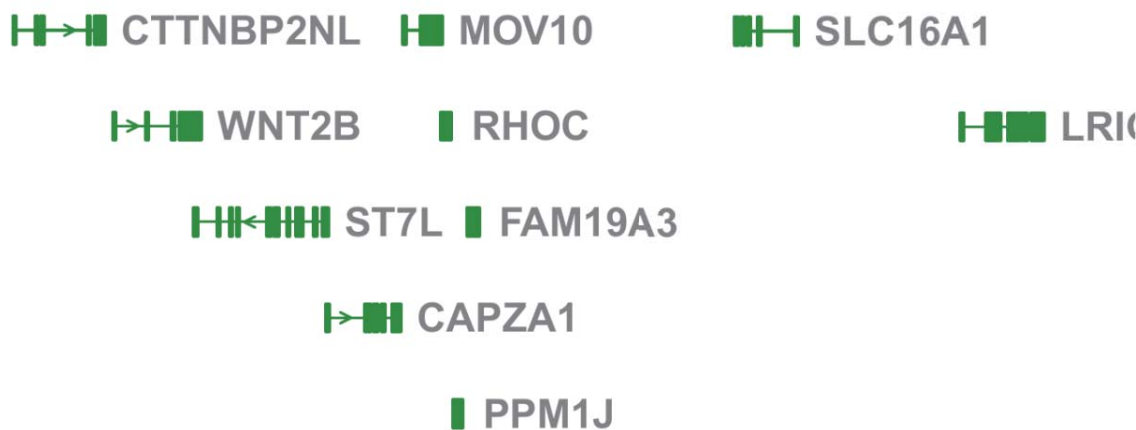 CTTNBP2NL MOV10 SLC16A1
WNT2B RHOC
ST7L FAM19A3
CAPZA1
PPM1J